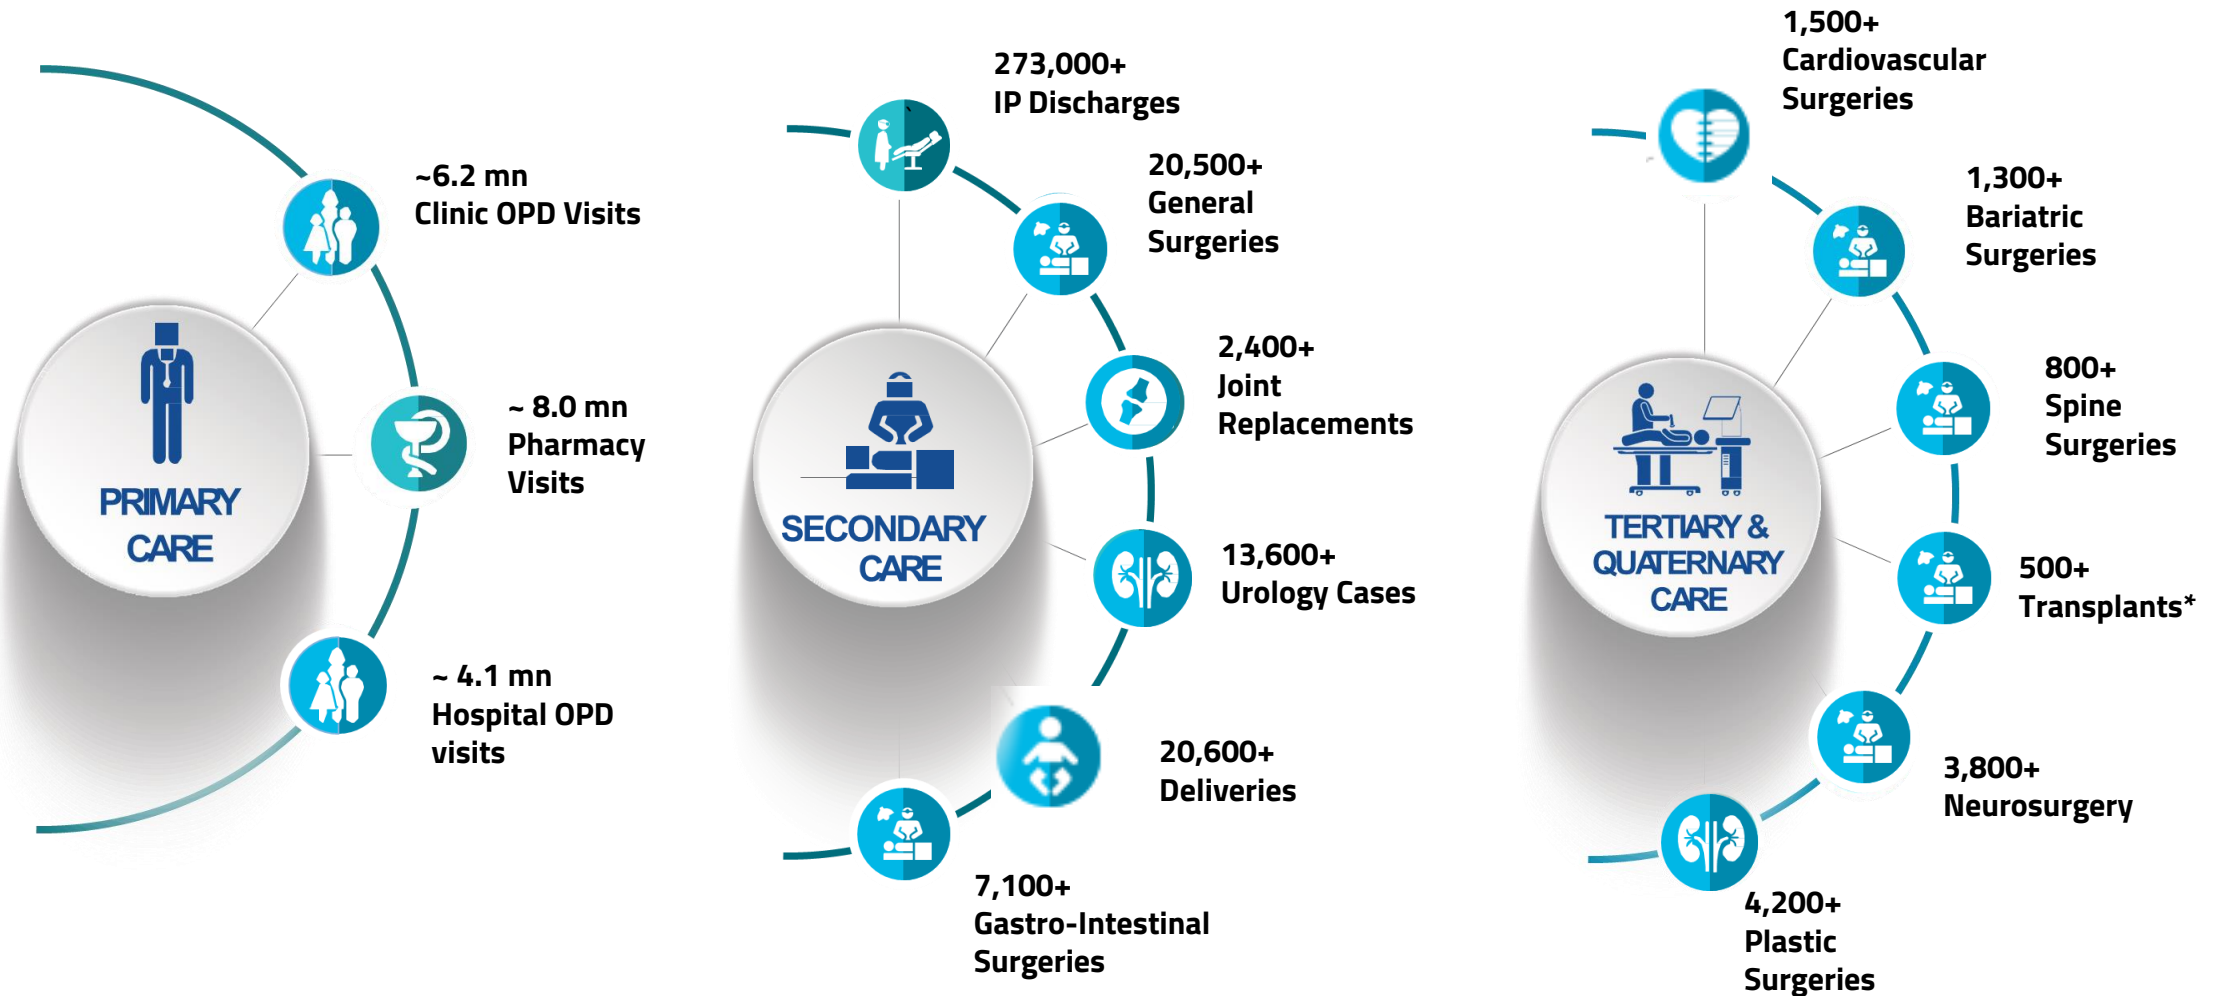 ~6.2 mn
Clinic OPD Visits
~ 8.0 mn
Pharmacy
Visits
~ 4.1 mn
Hospital OPD
visits
PRIMARY
CARE
273,000+
IP Discharges
20,500+
General
Surgeries
2,400+
Joint
Replacements
13,600+
Urology Cases
20,600+
Deliveries
7,100+
Gastro-Intestinal
Surgeries
SECONDARY
CARE
1,500+
Cardiovascular
Surgeries
1,300+
Bariatric
Surgeries
800+
Spine
Surgeries
500+
Transplants*
3,800+
Neurosurgery
4,200+
Plastic
Surgeries
TERTIARY &
QUATERNARY
CARE